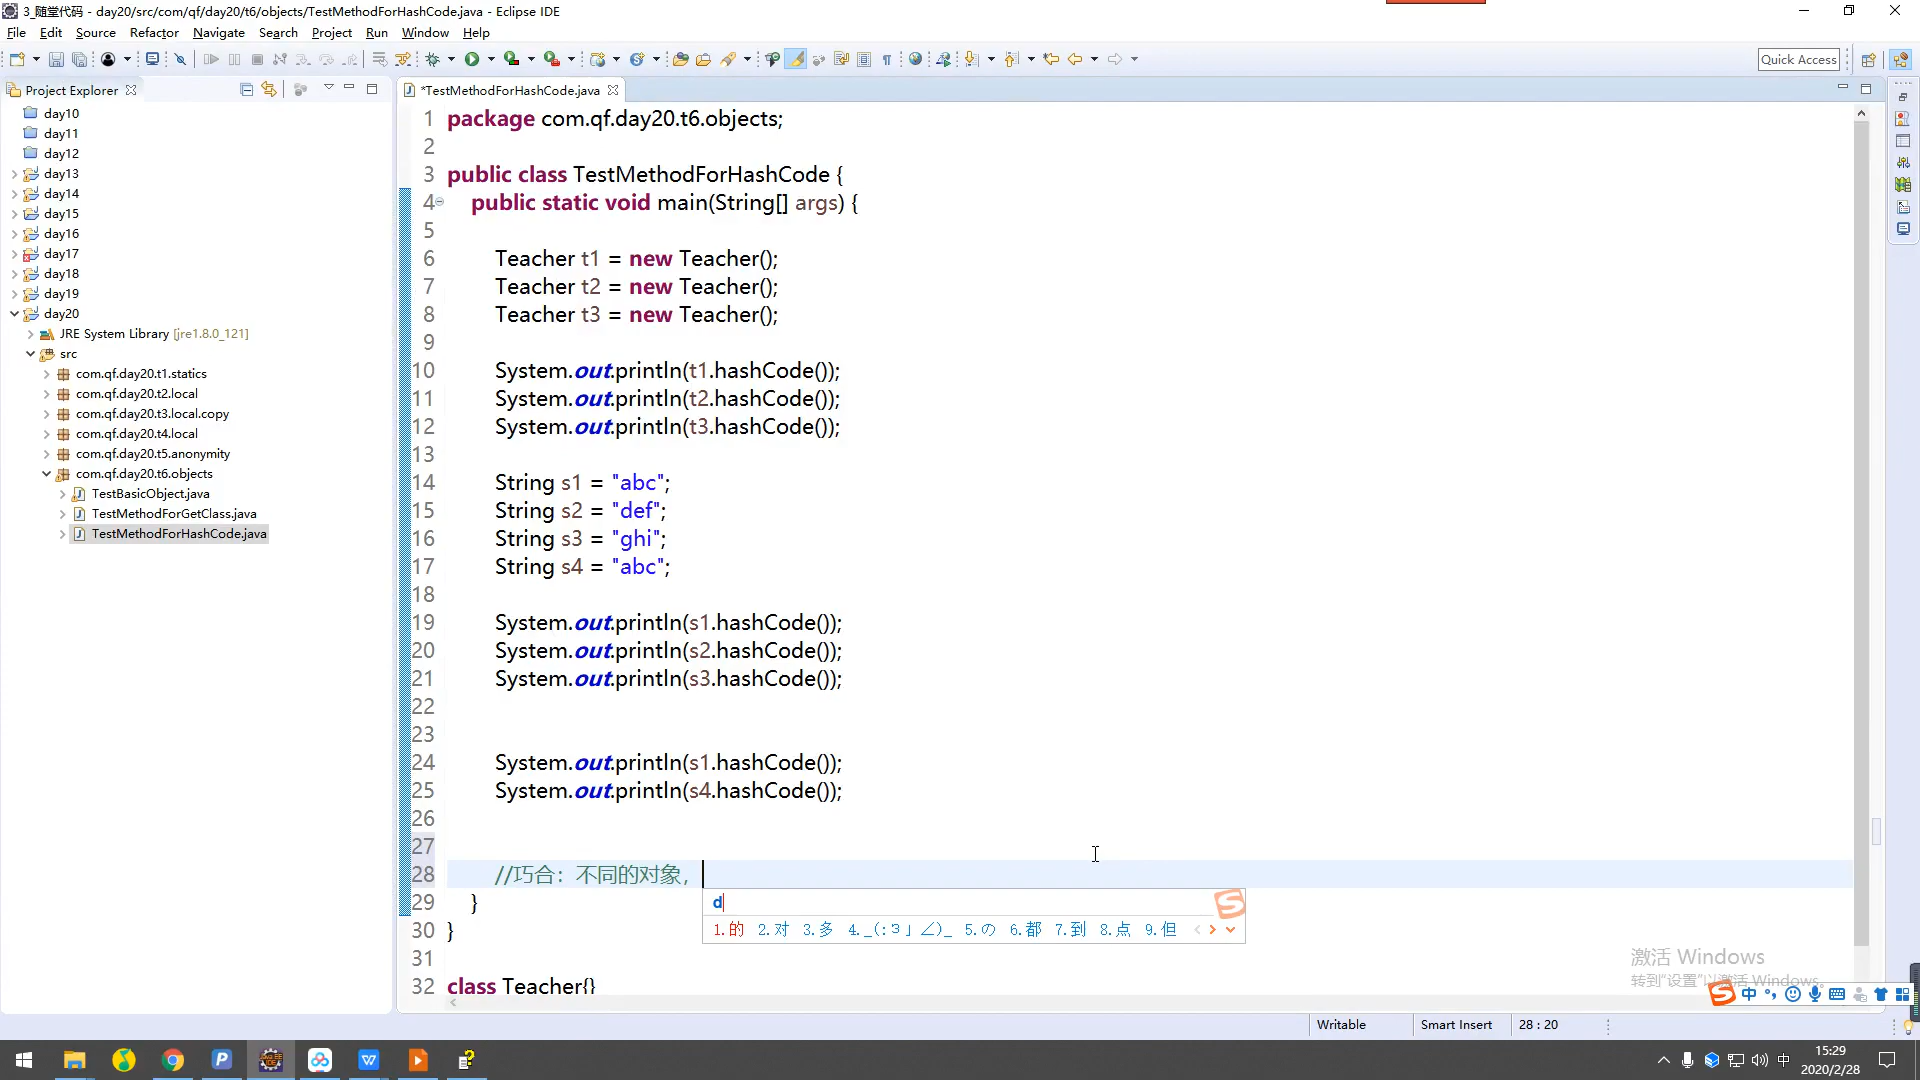 3_随堂代码 - day20/src/com/qf/day20/t6/objects/TestMethodForHashCode.java - Eclipse IDE
File Edit Source Refactor Navigate Search Project Run Window Help
Quick Access
Project Explorer
*TestMethodForHashCode.java
day10
day11
day12
day13
day14
day15
day16
day17
day18
day19
day20
JRE System Library [jre1.8.0_121]
src
com.qf.day20.t1.statics
com.qf.day20.t2.local
com.qf.day20.t3.local.copy
com.qf.day20.t4.local
com.qf.day20.t5.anonymity
com.qf.day20.t6.objects
TestBasicObject.java
TestMethodForGetClass.java
TestMethodForHashCode.java
1 package com.qf.day20.t6.objects;
2
3 public class TestMethodForHashCode {
4 public static void main(String[] args) {
5
6 Teacher t1 = new Teacher();
7 Teacher t2 = new Teacher();
8 Teacher t3 = new Teacher();
9
10 System.out.println(t1.hashCode());
11 System.out.println(t2.hashCode());
12 System.out.println(t3.hashCode());
13
14 String s1 = "abc";
15 String s2 = "def";
16 String s3 = "ghi";
17 String s4 = "abc";
18
19 System.out.println(s1.hashCode());
20 System.out.println(s2.hashCode());
21 System.out.println(s3.hashCode());
22
23
24 System.out.println(s1.hashCode());
25 System.out.println(s4.hashCode());
26
27
28 //巧合：不同的对象，
29 }
30 }
31
32 class Teacher{}
d
1.的 2.对 3.多 4._(:3」∠)_ 5.の 6.都 7.到 8.点 9.但
激活 Windows
转到"设置"以激活 Windows。
中
Writable Smart Insert 28 : 20
中
15:29
2020/2/28